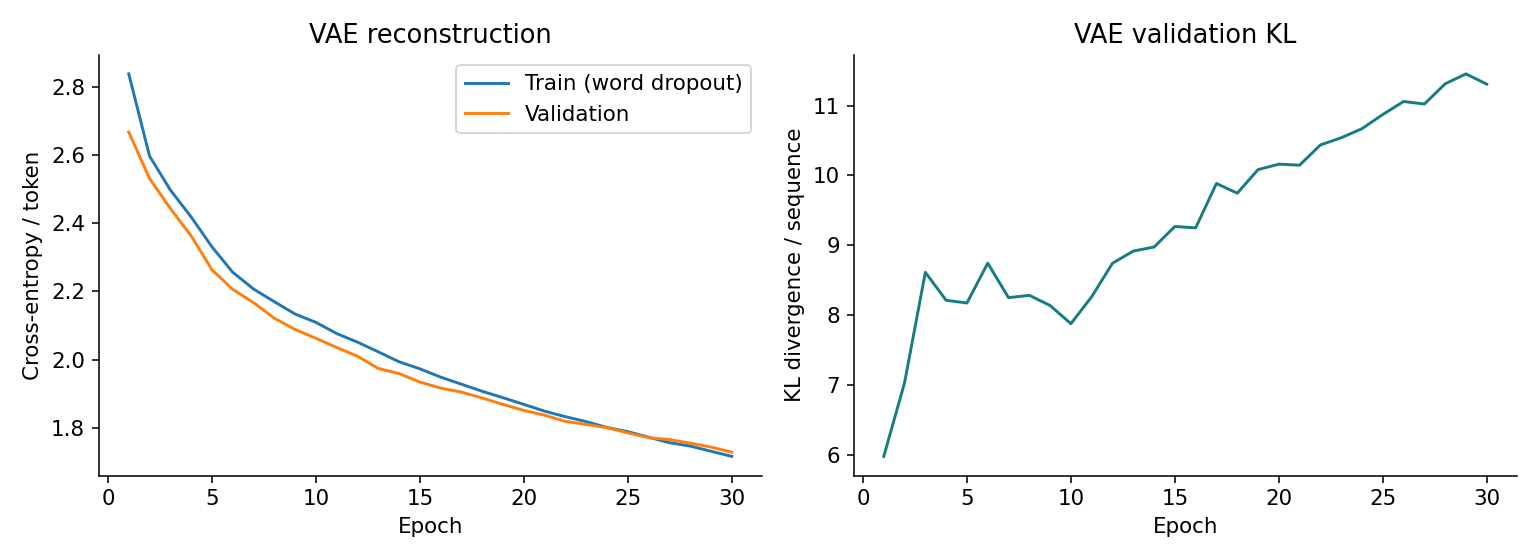 VAE reconstruction
Cross-entropy / token
2.8
2.6
2.4
2.2
2.0
1.8
Train (word dropout)
Validation
0 5 10 15 20 25 30
Epoch
VAE validation KL
KL divergence / sequence
11
10
9
8
7
6
0 5 10 15 20 25 30
Epoch